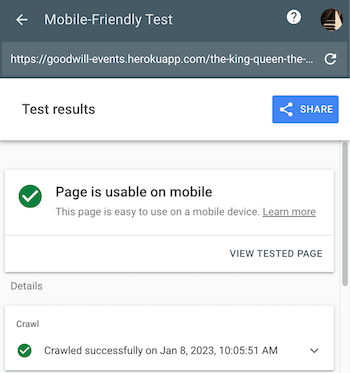 Mobile-Friendly Test
https://goodwill-events.herokuapp.com/the-king-queen-the-...
Test results
SHARE
Page is usable on mobile
This page is easy to use on a mobile device. Learn more
VIEW TESTED PAGE
Details
Crawl
Crawled successfully on Jan 8, 2023, 10:05:51 AM